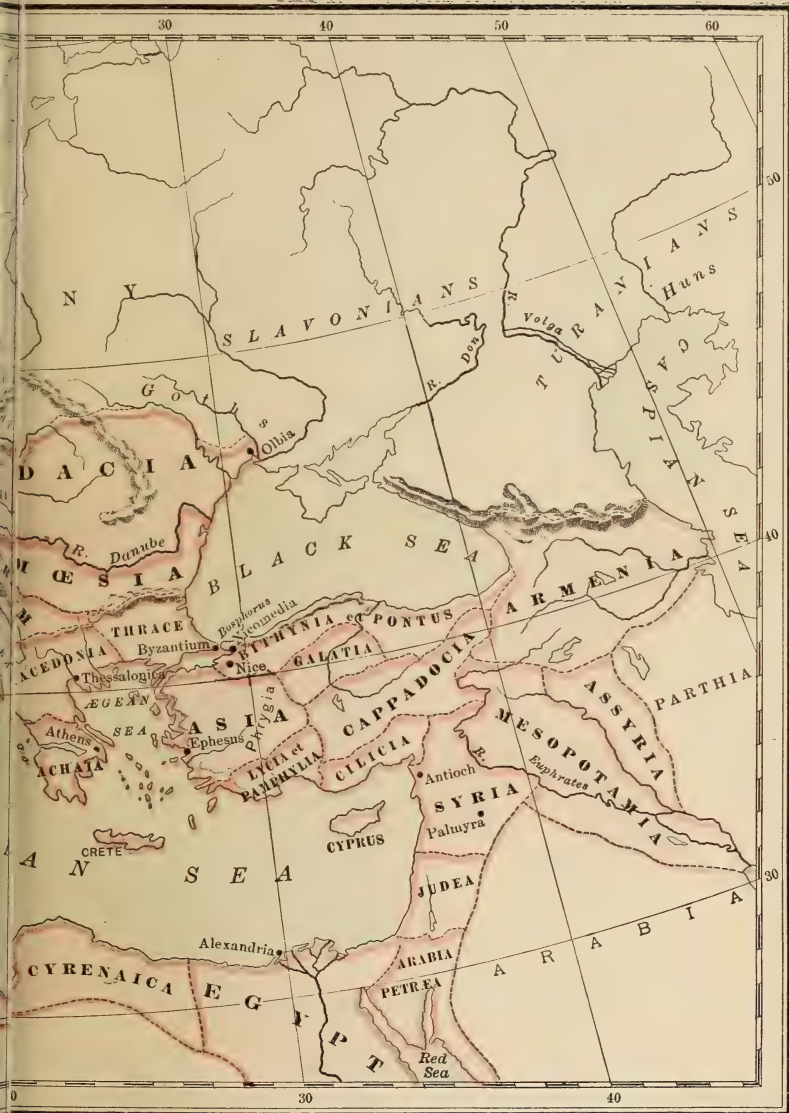 30 40 50 60
50
N Y
SLAVONIANS
TURANIANS
Huns
R. Volga
R. Don
CASPIAN SEA
Goths
Olbia
DACIA
R. Danube
MŒSIA
BLACK SEA
40
ARMENIA
Bosphorus
Nicomedia
THRACE
Byzantium
BITHYNIA et PONTUS
Nice
GALATIA
M
ACEDONIA
Thessalonica
CAPPADOCIA
ASSYRIA
PARTHIA
ÆGEAN
SEA
ASIA
Phrygia
Ephesus
Athens
ACHAIA
LYCIA et
PAMPHYLIA
CILICIA
MESOPOTAMIA
R. Euphrates
Antioch
SYRIA
Palmyra
CRETE
CYPRUS
AN SEA
30
JUDEA
ARABIA
Alexandria
CYRENAICA
EGYPT
ARABIA
PETRÆA
Red
Sea
0 30 40